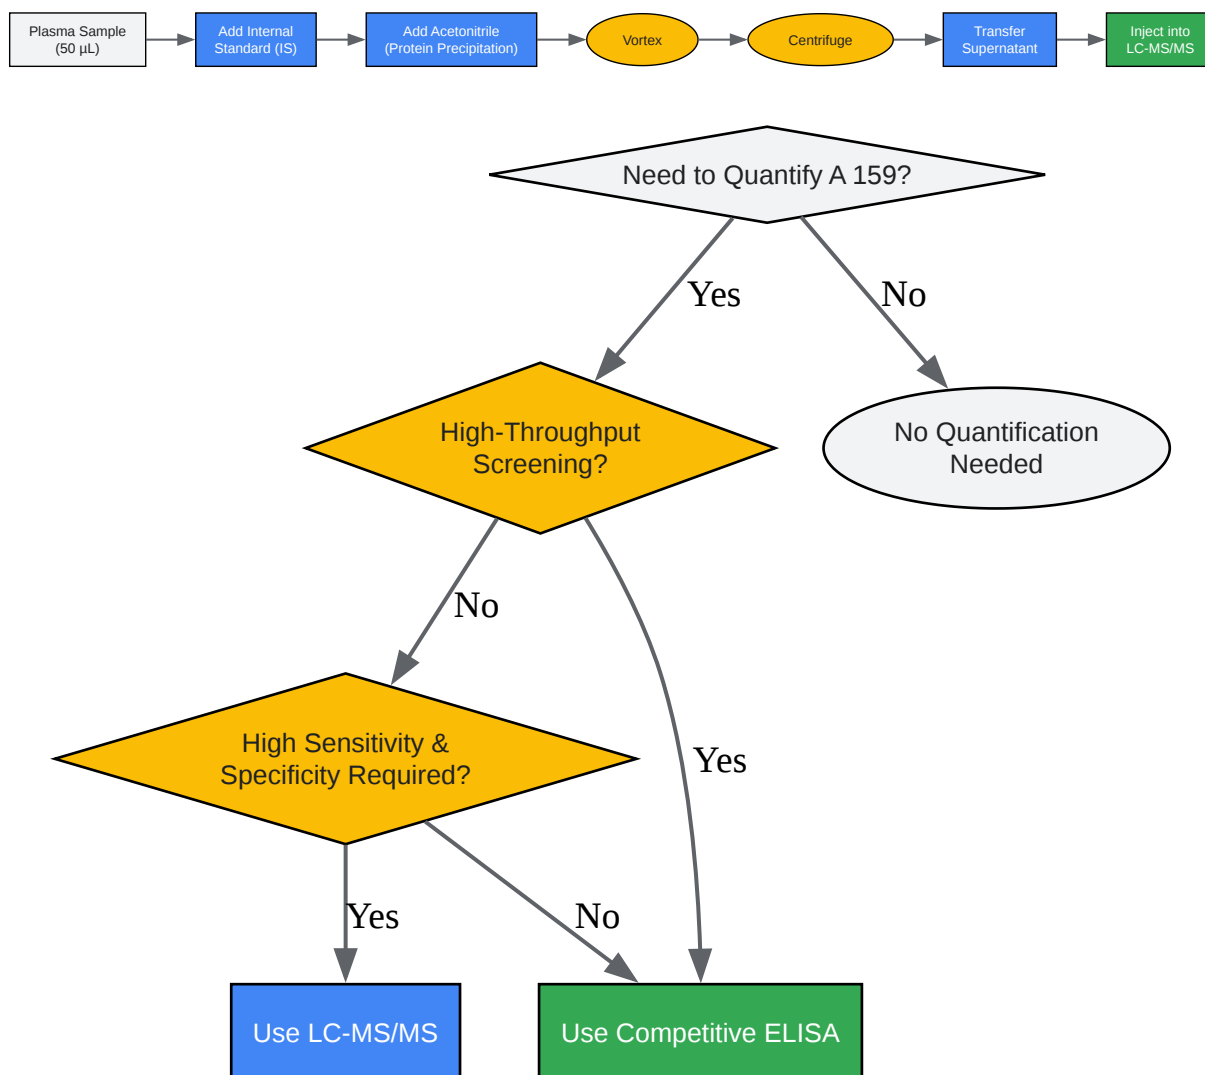 Plasma Sample
(50 µL)
Add Internal
Standard (IS)
Add Acetonitrile
(Protein Precipitation)
Vortex
Centrifuge
Transfer
Supernatant
Inject into
LC-MS/MS
Need to Quantify A 159?
Yes
No
High-Throughput
Screening?
No Quantification
Needed
No
Yes
High Sensitivity &
Specificity Required?
Yes
No
Use LC-MS/MS
Use Competitive ELISA